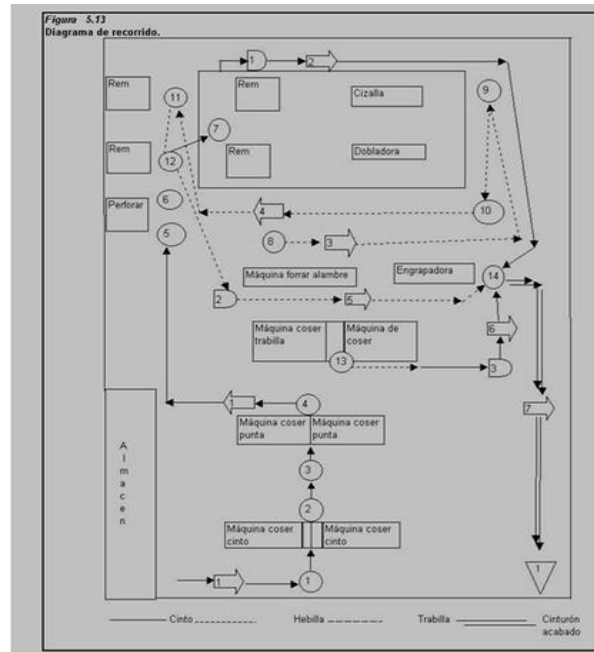 Figura 5.13
Diagrama de recorrido.
1
2
Rem
11
Rem
Cizalla
9
7
Rem
12
Rem
Dobladora
6
Perforar
4
10
5
8
3
Máquina forrar alambre
Engrapadora
14
2
5
Máquina coser trabilla
Máquina de coser
6
13
3
1
4
7
Máquina coser punta
Máquina coser punta
Almacen
3
2
Máquina coser cinto
Máquina coser cinto
1
1
1
Cinto
Hebilla
Trabilla
Cinturón
acabado